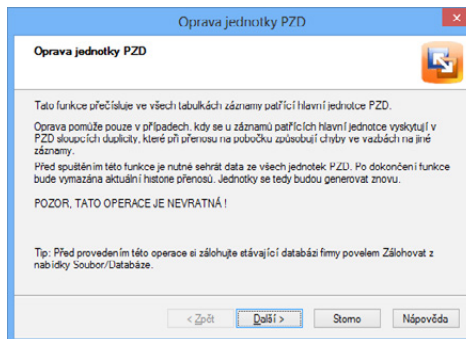 Oprava jednotky PZD
Oprava jednotky PZD
Tato funkce přečísluje ve všech tabulkách záznamy patřící hlavní jednotce PZD.
Oprava pomůže pouze v případech, kdy se u záznamů patřících hlavní jednotce vyskytují v
PZD sloupcích duplicity, které při přenosu na pobočku způsobují chyby ve vazbách na jiné
záznamy.
Před spuštěním této funkce je nutné sehrát data ze všech jednotek PZD. Po dokončení funkce
bude vymazána aktuální historie přenosů. Jednotky se tedy budou generovat znovu.
POZOR, TATO OPERACE JE NEVRATNÁ !
Tip: Před provedením této operace si zálohujte stávající databázi firmy povelem Zálohovat z
nabídky Soubor/Databáze.
< Zpět Další > Storno Nápověda